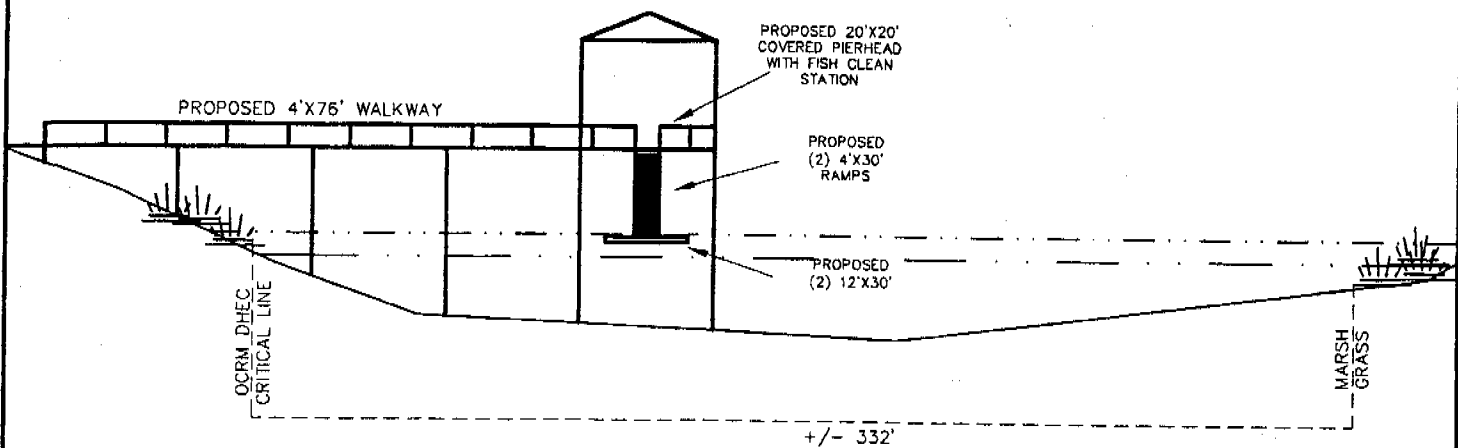 PROPOSED 20'X20'
COVERED PIERHEAD
WITH FISH CLEAN
STATION
PROPOSED 4'X76' WALKWAY
PROPOSED
(2) 4'X30'
RAMPS
PROPOSED
(2) 12'X30'
OCRM DHEC
CRITICAL LINE
MARSH
GRASS
+/- 332'